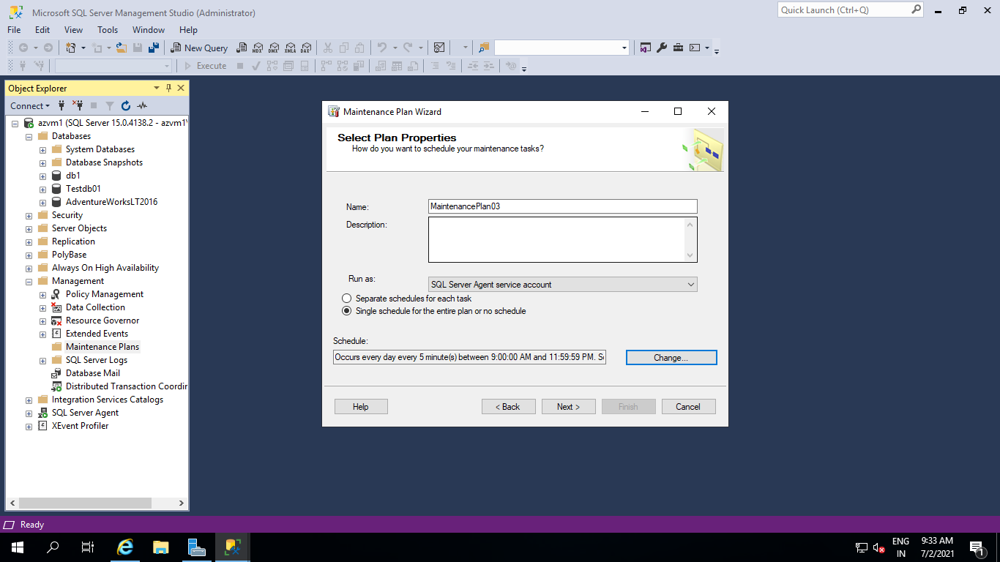 Microsoft SQL Server Management Studio (Administrator)
Quick Launch (Ctrl+Q)
File Edit View Tools Window Help
New Query
MDX DMX XMLA DAX
Execute
Object Explorer
Connect
azvm1 (SQL Server 15.0.4138.2 - azvm1\
Databases
System Databases
Database Snapshots
db1
Testdb01
AdventureWorksLT2016
Security
Server Objects
Replication
PolyBase
Always On High Availability
Management
Policy Management
Data Collection
Resource Governor
Extended Events
Maintenance Plans
SQL Server Logs
Database Mail
Distributed Transaction Coordin
Integration Services Catalogs
SQL Server Agent
XEvent Profiler
Maintenance Plan Wizard
Select Plan Properties
How do you want to schedule your maintenance tasks?
Name:
MaintenancePlan03
Description:
Run as:
SQL Server Agent service account
Separate schedules for each task
Single schedule for the entire plan or no schedule
Schedule:
Occurs every day every 5 minute(s) between 9:00:00 AM and 11:59:59 PM. S
Change...
Help
< Back
Next >
Finish
Cancel
Ready
ENG
IN
9:33 AM
7/2/2021
1